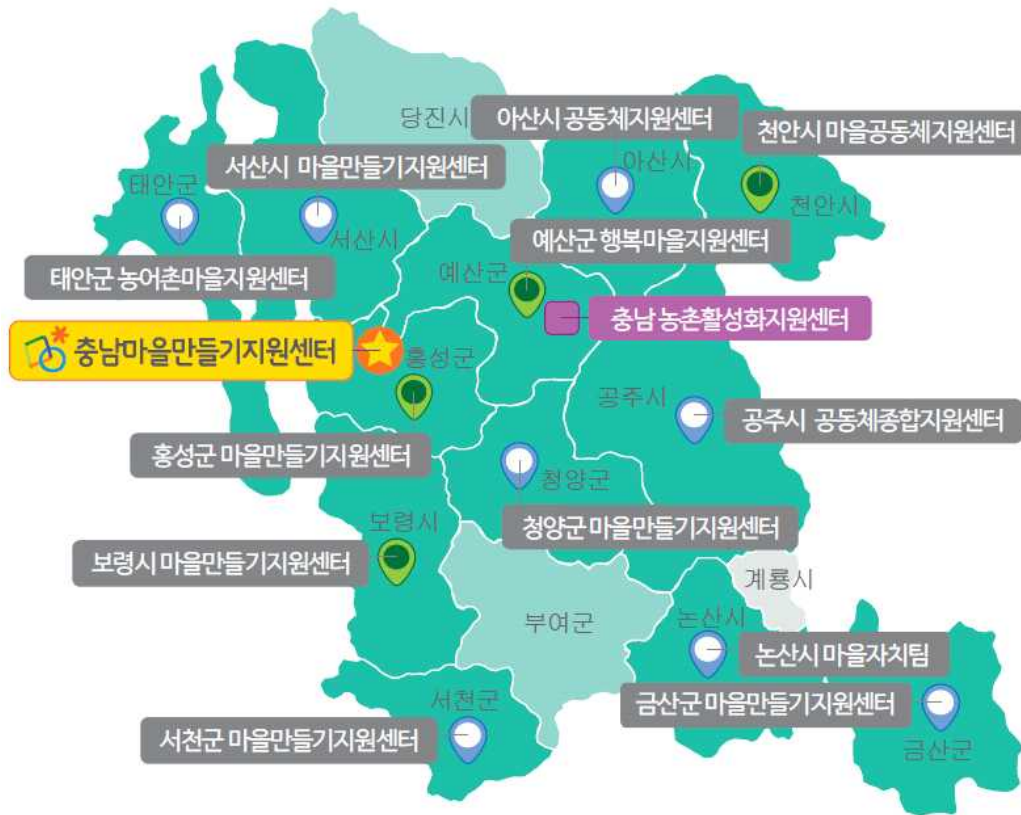 당진시
아산시 공동체지원센터
천안시 마을공동체지원센터
서산시 마을만들기지원센터
아산시
태안군
천안시
서산시
예산군 행복마을지원센터
예산군
태안군 농어촌마을지원센터
충남 농촌활성화지원센터
충남마을만들기지원센터
홍성군
공주시
공주시 공동체종합지원센터
홍성군 마을만들기지원센터
청양군
보령시
청양군 마을만들기지원센터
보령시 마을만들기지원센터
계룡시
부여군
논산시
논산시 마을자치팀
금산군 마을만들기지원센터
서천군
서천군 마을만들기지원센터
금산군